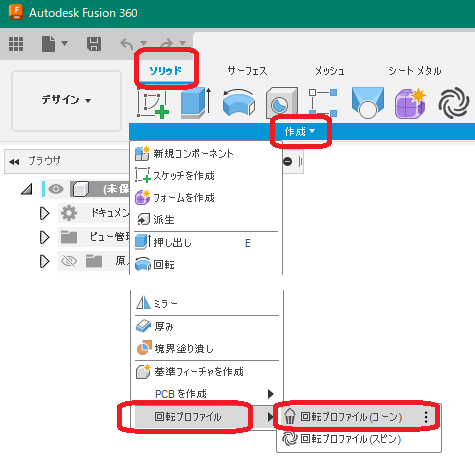 Autodesk Fusion 360
ソリッド
サーフェス
メッシュ
シート メタル
デザイン
作成
ブラウザ
(未保
ドキュメン
ビュー管理
原
新規コンポーネント
スケッチを作成
フォームを作成
派生
押し出し E
回転
ミラー
厚み
境界塗り潰し
基準フィーチャを作成
PCBを作成
回転プロファイル
回転プロファイル(コーン)
回転プロファイル(スピン)